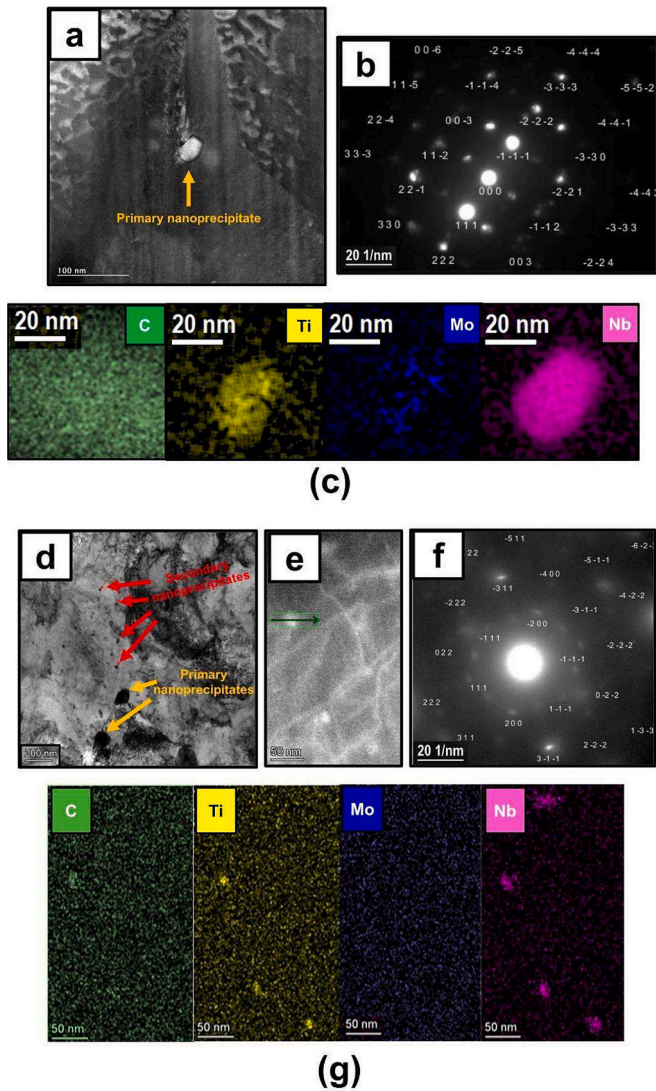 a
Primary nanoprecipitate
100 nm
b
0 0 -6
-2 -2 -5
-4 -4 -4
1 1 -5
-1 -1 -4
-3 -3 -3
-5 -5 -2
2 2 -4
0 0 -3
-2 -2 -2
-4 -4 -1
3 3 -3
1 1 -2
-1 -1 -1
-3 -3 0
2 2 -1
0 0 0
-2 -2 1
-4 -4 2
3 3 0
1 1 1
-1 -1 2
-3 -3 3
2 2 2
0 0 3
-2 -2 4
20 1/nm
20 nm
C
20 nm
Ti
20 nm
Mo
20 nm
Nb
(c)
d
Secondary
nanoprecipitates
Primary
nanoprecipitates
200 nm
e
50 nm
f
-5 1 1
-6 -2 -2
2 2
-3 1 1
-4 0 0
-5 -1 -1
-4 -2 -2
-2 2 2
-1 1 1
-2 0 0
-3 -1 -1
-2 -2 -2
0 2 2
-1 -1 -1
2 2 2
1 1 1
2 0 0
1 -1 -1
0 -2 -2
3 1 1
3 -1 -1
2 -2 -2
1 -3 -3
20 1/nm
C
50 nm
Ti
50 nm
Mo
50 nm
Nb
50 nm
(g)